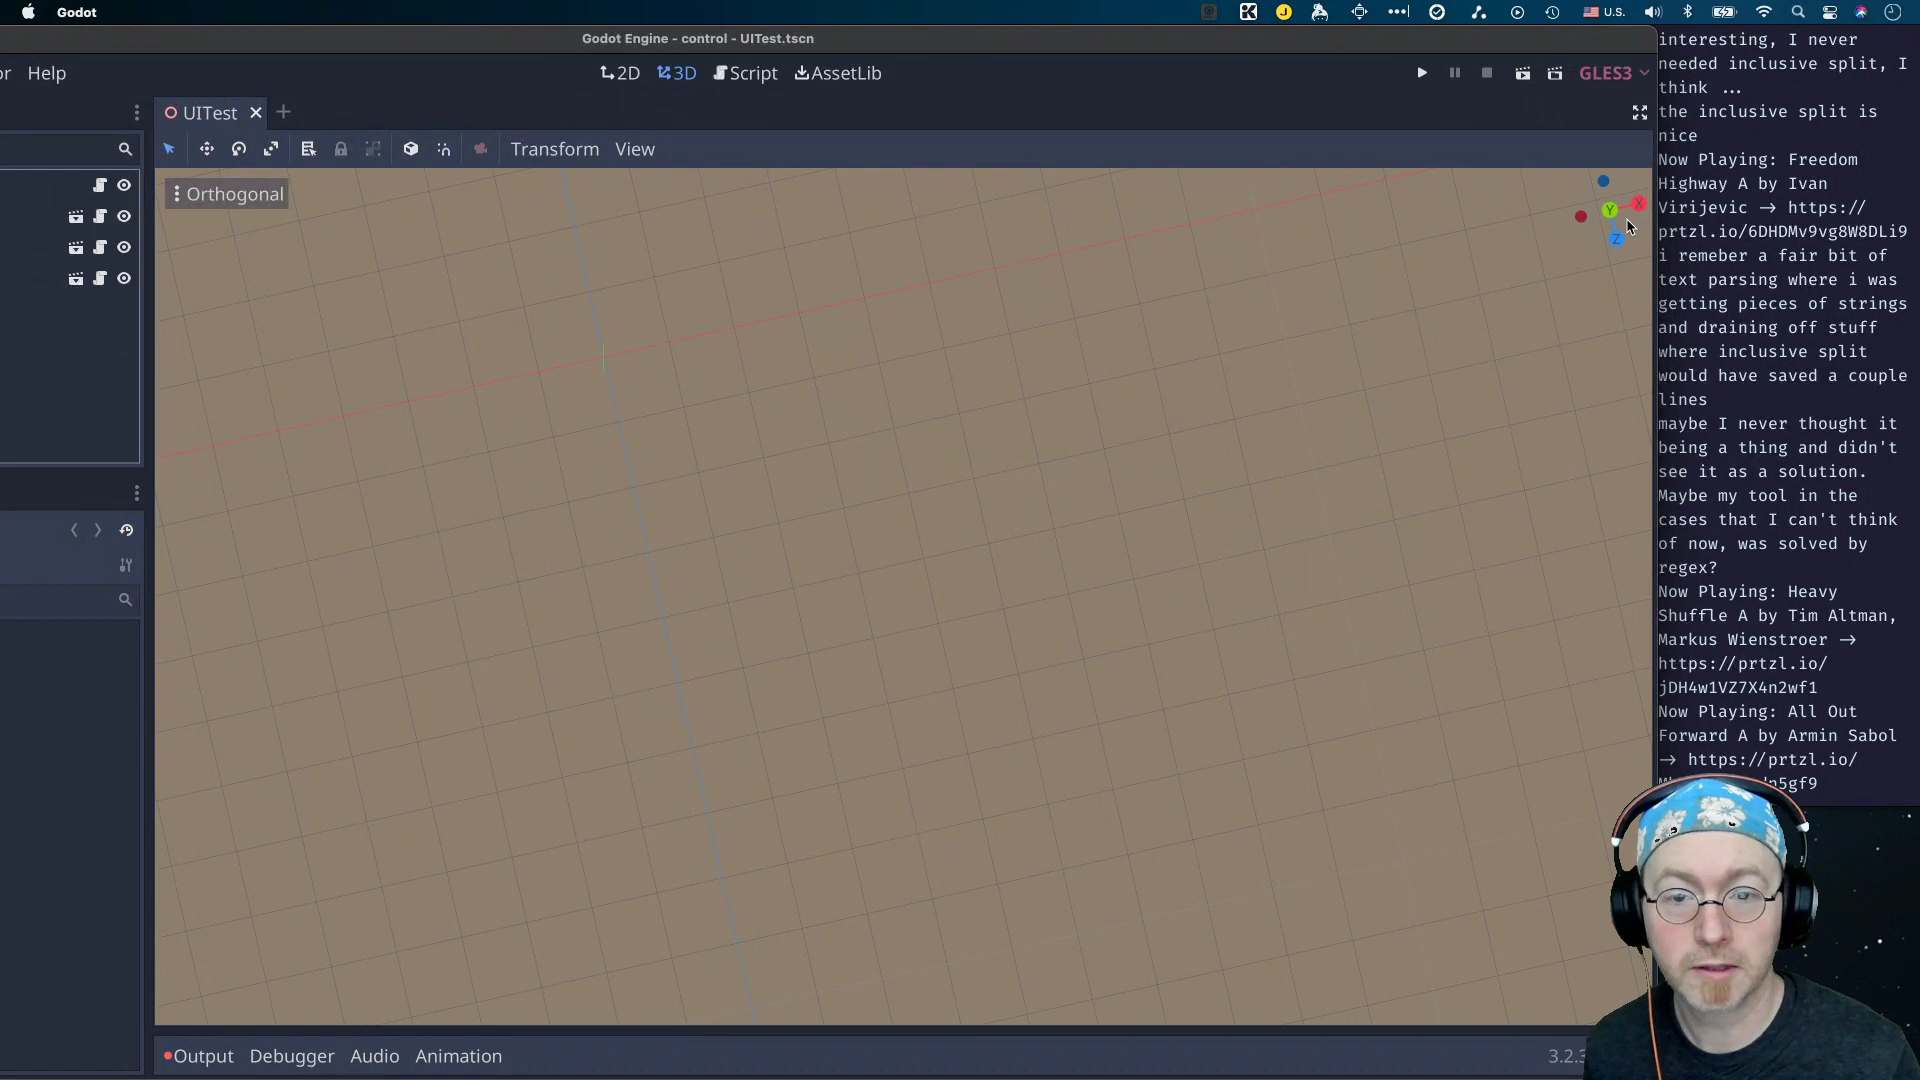 Godot
U.S.
Godot Engine - control - UITest.tscn
Help
2D
3D
Script
AssetLib
GLES3
UITest
Transform
View
Orthogonal
X
Y
Z
Output
Debugger
Audio
Animation
interesting, I never
needed inclusive split, I
think ...
the inclusive split is
nice
Now Playing: Freedom
Highway A by Ivan
Virijevic → https://
prtzl.io/6DHDMv9vg8W8DLi9
i remeber a fair bit of
text parsing where i was
getting pieces of strings
and draining off stuff
where inclusive split
would have saved a couple
lines
maybe I never thought it
being a thing and didn't
see it as a solution.
Maybe my tool in the
cases that I can't think
of now, was solved by
regex?
Now Playing: Heavy
Shuffle A by Tim Altman,
Markus Wienstroer →
https://prtzl.io/
jDH4w1VZ7X4n2wf1
Now Playing: All Out
Forward A by Armin Sabol
→ https://prtzl.io/